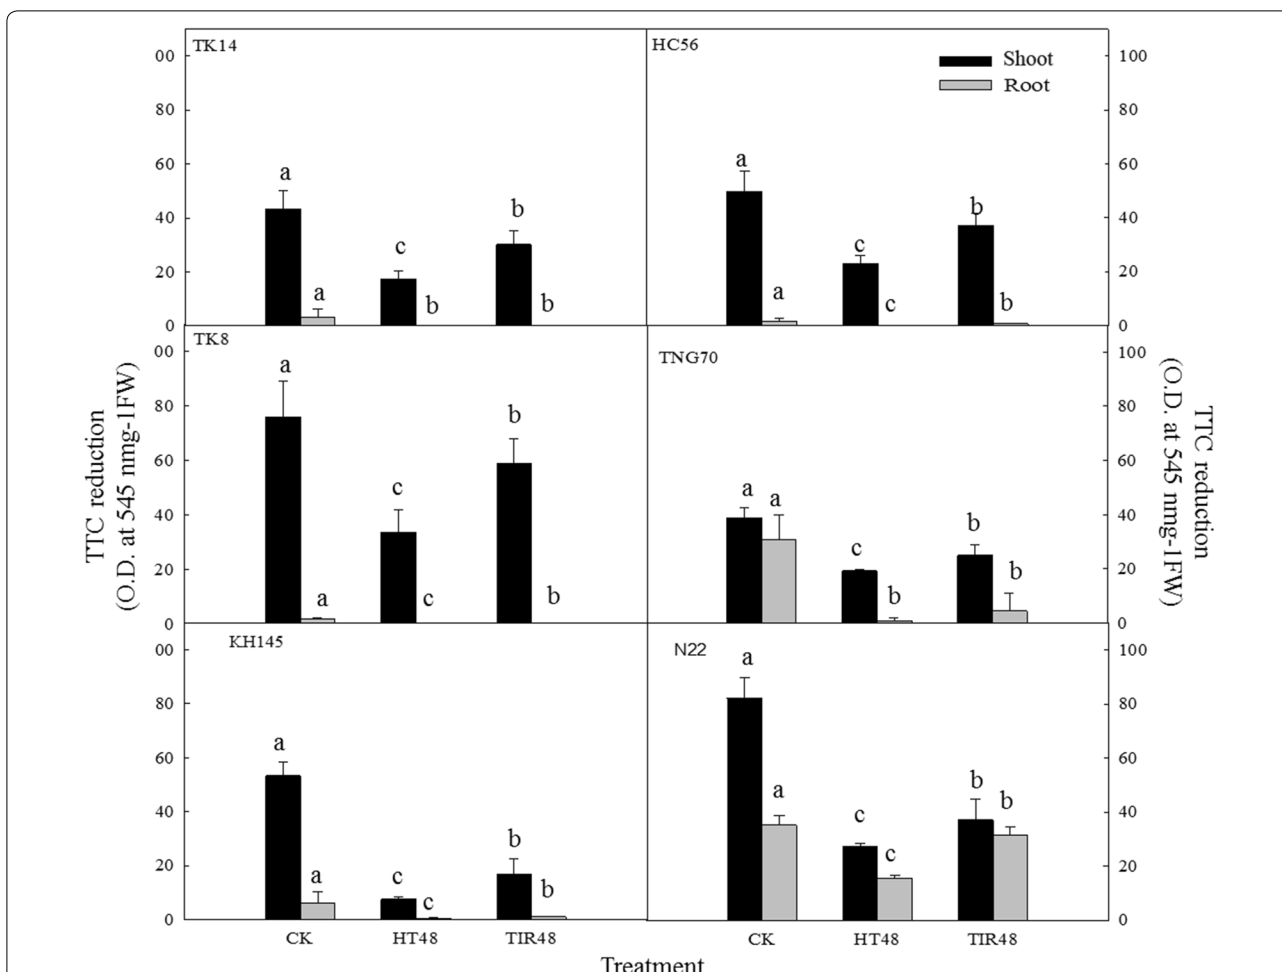 TK14
00
80
60
40
20
0
a
a
c
b
b
b
HC56
Shoot
Root
100
80
60
40
20
0
a
a
c
c
b
b
TK8
00
80
60
40
20
0
a
a
c
c
b
b
TNG70
100
80
60
40
20
0
a
a
c
b
b
b
TTC reduction
(O.D. at 545 nmg-1FW)
TTC reduction
(O.D. at 545 nmg-1FW)
KH145
00
80
60
40
20
0
a
a
c
c
b
b
N22
100
80
60
40
20
0
a
a
c
c
b
b
CK
HT48
TIR48
CK
HT48
TIR48
Treatment